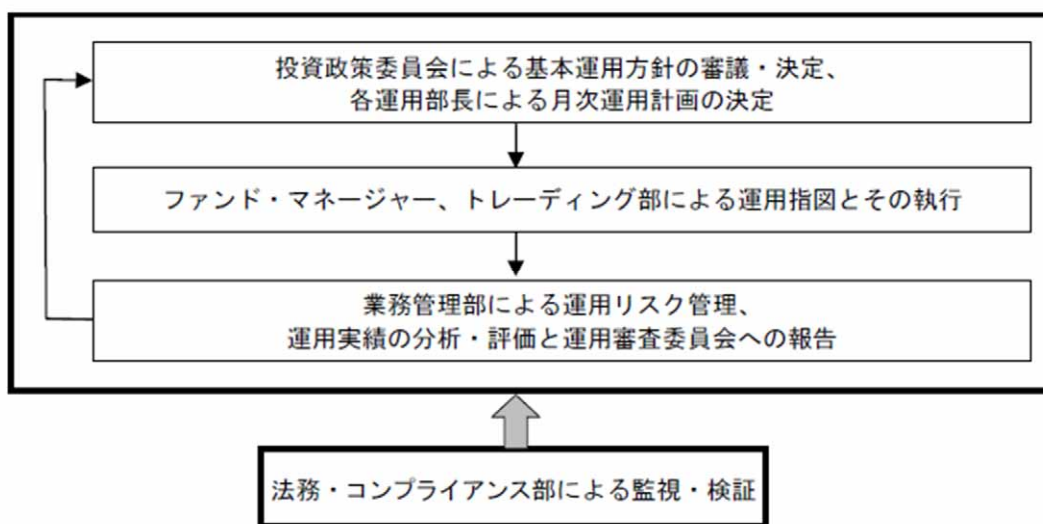 投資政策委員会による基本運用方針の審議・決定、
各運用部長による月次運用計画の決定
ファンド・マネージャー、トレーディング部による運用指図とその執行
業務管理部による運用リスク管理、
運用実績の分析・評価と運用審査委員会への報告
法務・コンプライアンス部による監視・検証